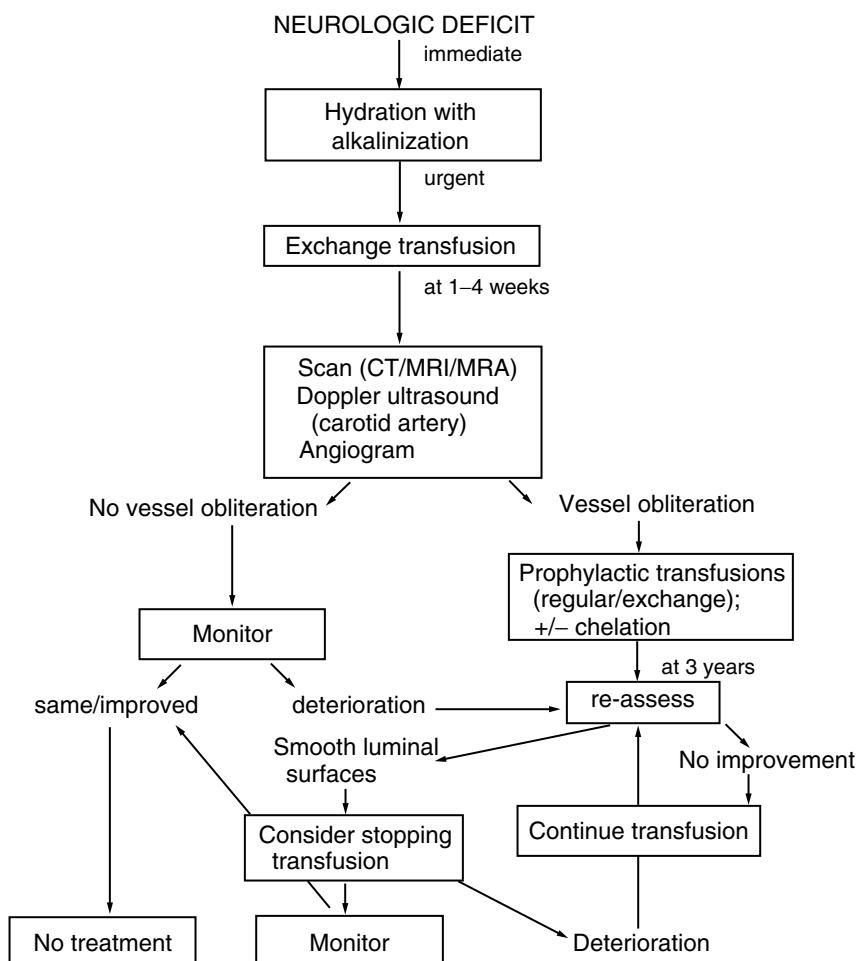 NEUROLOGIC DEFICIT
immediate
Hydration with
alkalinization
urgent
Exchange transfusion
at 1–4 weeks
Scan (CT/MRI/MRA)
Doppler ultrasound
(carotid artery)
Angiogram
No vessel obliteration
Vessel obliteration
Prophylactic transfusions
(regular/exchange);
+/– chelation
Monitor
at 3 years
same/improved
deterioration
re-assess
Smooth luminal
surfaces
No improvement
Consider stopping
transfusion
Continue transfusion
No treatment
Monitor
Deterioration